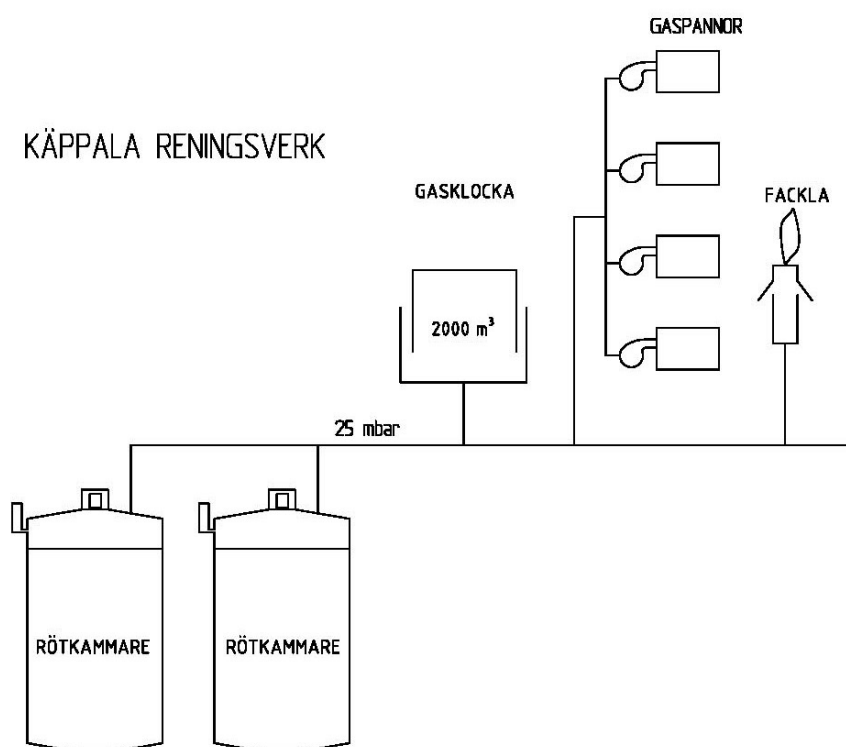 GASPANNOR
KÄPPALA RENINGSVERK
GASKLOCKA
FACKLA
2000 m³
25 mbar
RÖTKAMMARE
RÖTKAMMARE